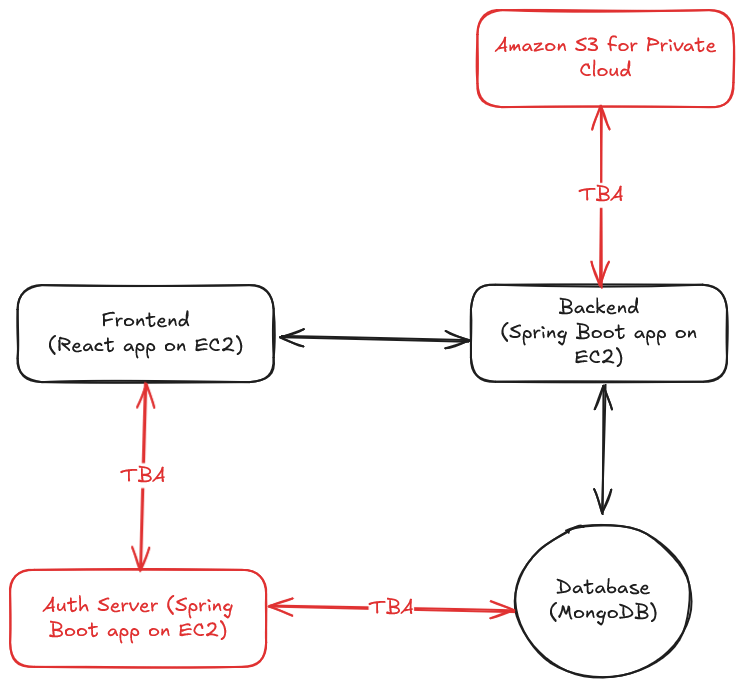 Amazon S3 for Private
Cloud
TBA
Frontend
(React app on EC2)
Backend
(Spring Boot app on
EC2)
TBA
Auth Server (Spring
Boot app on EC2)
TBA
Database
(MongoDB)